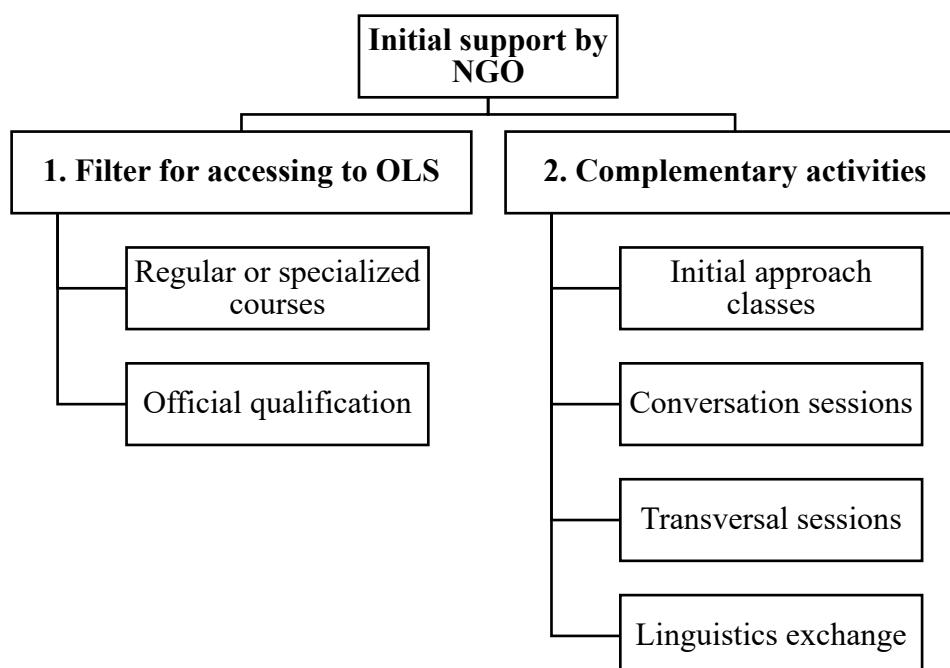 Initial support by
NGO
1. Filter for accessing to OLS
Regular or specialized
courses
Official qualification
2. Complementary activities
Initial approach
classes
Conversation sessions
Transversal sessions
Linguistics exchange